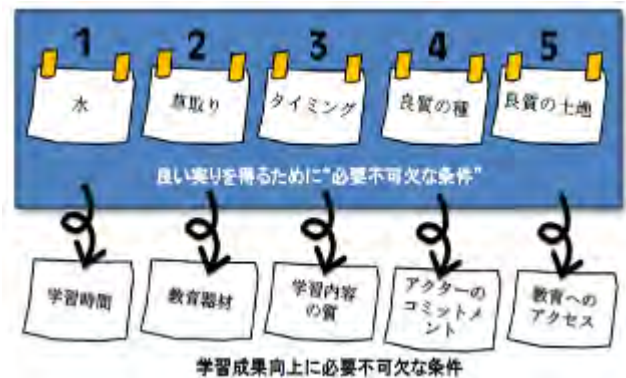 1 2 3 4 5
水 草取り タイミング 良質の種 良質の土地
良い実りを得るために“必要不可欠な条件”
学習時間 教育器材 学習内容の質 アクターのコミットメント 教育へのアクセス
学習成果向上に必要不可欠な条件